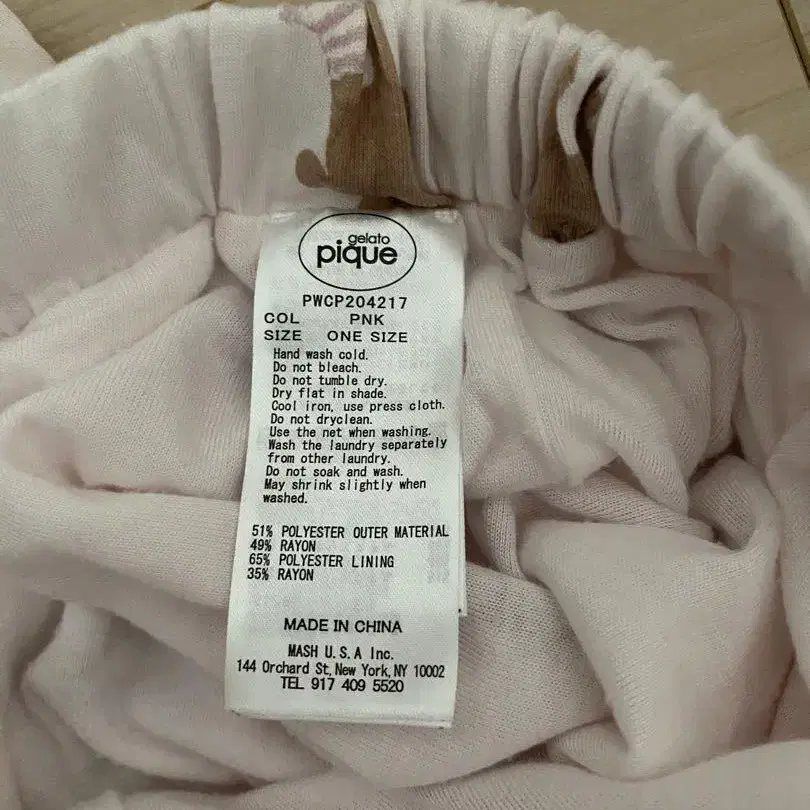 gelato
pique
PWCP204217
COL PNK
SIZE ONE SIZE
Hand wash cold.
Do not bleach.
Do not tumble dry.
Dry flat in shade.
Cool iron, use press cloth.
Do not dryclean.
Use the net when washing.
Wash the laundry separately
from other laundry.
Do not soak and wash.
May shrink slightly when
washed.
51% POLYESTER OUTER MATERIAL
49% RAYON
65% POLYESTER LINING
35% RAYON
MADE IN CHINA
MASH U.S.A Inc.
144 Orchard St, New York, NY 10002
TEL 917 409 5520